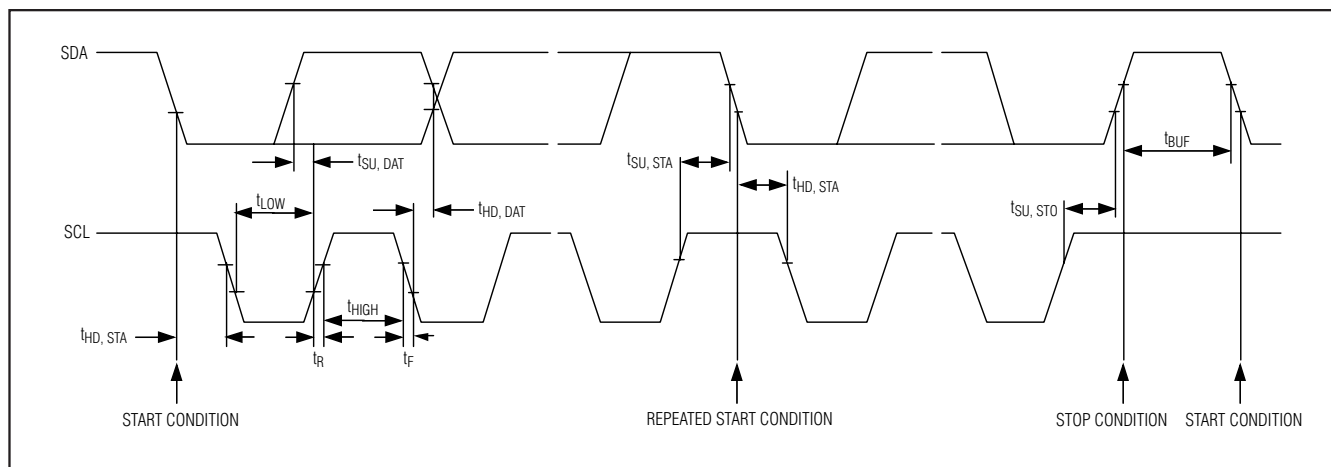 SDA
tSU, DAT
tSU, STA
tBUF
tHD, STA
tLOW
tHD, DAT
tSU, STO
SCL
tHIGH
tHD, STA
tR
tF
START CONDITION
REPEATED START CONDITION
STOP CONDITION
START CONDITION